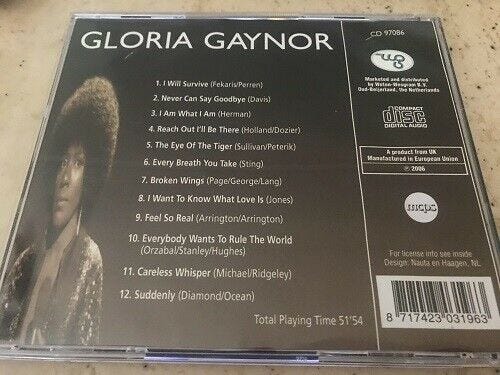 GLORIA GAYNOR
1. I Will Survive (Fekaris/Perren)
2. Never Can Say Goodbye (Davis)
3. I Am What I Am (Herman)
4. Reach Out I'll Be There (Holland/Dozier)
5. The Eye Of The Tiger (Sullivan/Peterik)
6. Every Breath You Take (Sting)
7. Broken Wings (Page/George/Lang)
8. I Want To Know What Love Is (Jones)
9. Feel So Real (Arrington/Arrington)
10. Everybody Wants To Rule The World
(Orzabal/Stanley/Hughes)
11. Careless Whisper (Michael/Ridgeley)
12. Suddenly (Diamond/Ocean)
Total Playing Time 51'54
CD 97086
Marketed and distributed
by Weton-Wesgram B.V.
Oud-Beijerland, the Netherlands
COMPACT
disc
DIGITAL AUDIO
A product from UK
Manufactured in European Union
℗ 2006
mcps
For license info see inside
Design: Nauta en Haagen, NL
8 717423 031963